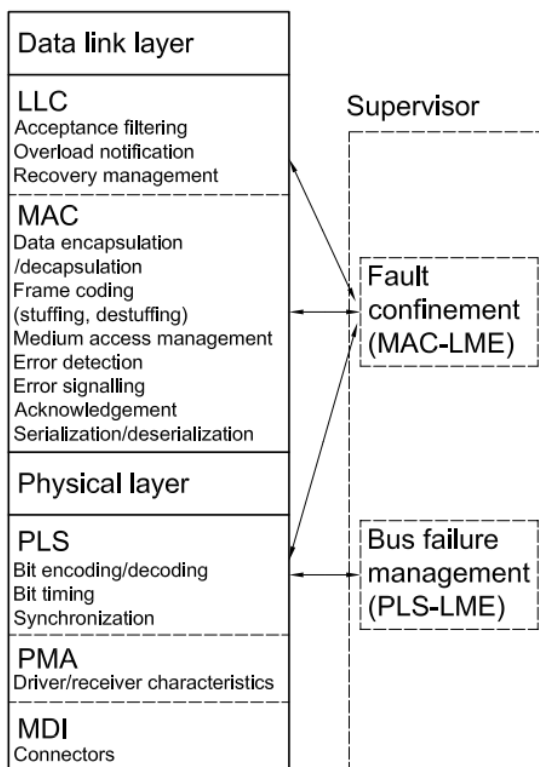 Data link layer
LLC
Acceptance filtering
Overload notification
Recovery management
MAC
Data encapsulation
/decapsulation
Frame coding
(stuffing, destuffing)
Medium access management
Error detection
Error signalling
Acknowledgement
Serialization/deserialization
Physical layer
PLS
Bit encoding/decoding
Bit timing
Synchronization
PMA
Driver/receiver characteristics
MDI
Connectors
Supervisor
Fault
confinement
(MAC-LME)
Bus failure
management
(PLS-LME)